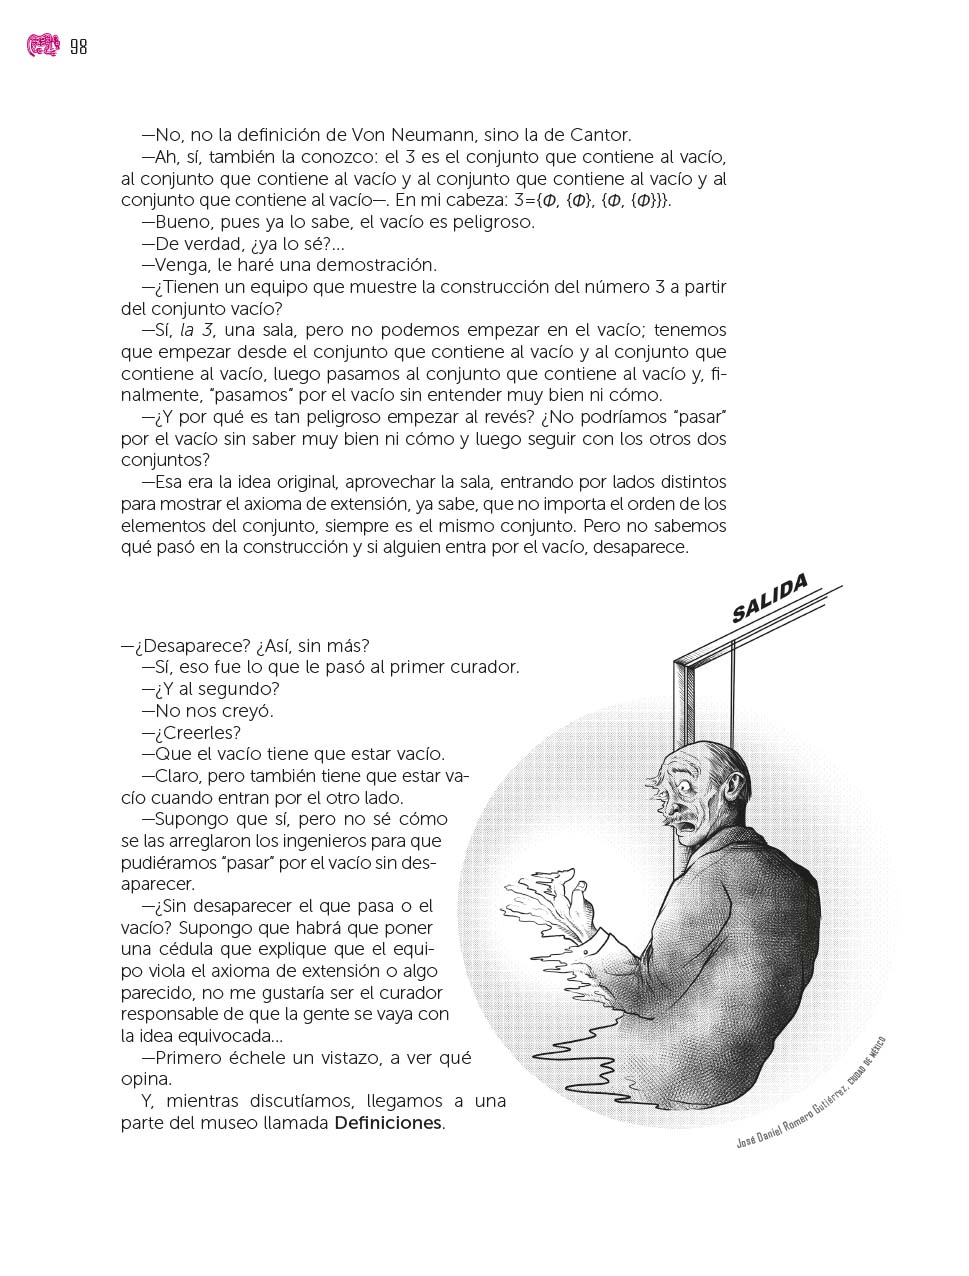 98
—No, no la definición de Von Neumann, sino la de Cantor.
—Ah, sí, también la conozco: el 3 es el conjunto que contiene al vacío,
al conjunto que contiene al vacío y al conjunto que contiene al vacío y al
conjunto que contiene al vacío—. En mi cabeza: 3={Φ, {Φ}, {Φ, {Φ}}}.
—Bueno, pues ya lo sabe, el vacío es peligroso.
—De verdad, ¿ya lo sé?...
—Venga, le haré una demostración.
—¿Tienen un equipo que muestre la construcción del número 3 a partir
del conjunto vacío?
—Sí, la 3, una sala, pero no podemos empezar en el vacío; tenemos
que empezar desde el conjunto que contiene al vacío y al conjunto que
contiene al vacío, luego pasamos al conjunto que contiene al vacío y, fi-
nalmente, “pasamos” por el vacío sin entender muy bien ni cómo.
—¿Y por qué es tan peligroso empezar al revés? ¿No podríamos “pasar”
por el vacío sin saber muy bien ni cómo y luego seguir con los otros dos
conjuntos?
—Esa era la idea original, aprovechar la sala, entrando por lados distintos
para mostrar el axioma de extensión, ya sabe, que no importa el orden de los
elementos del conjunto, siempre es el mismo conjunto. Pero no sabemos
qué pasó en la construcción y si alguien entra por el vacío, desaparece.
SALIDA
—¿Desaparece? ¿Así, sin más?
—Sí, eso fue lo que le pasó al primer curador.
—¿Y al segundo?
—No nos creyó.
—¿Creerles?
—Que el vacío tiene que estar vacío.
—Claro, pero también tiene que estar va-
cío cuando entran por el otro lado.
—Supongo que sí, pero no sé cómo
se las arreglaron los ingenieros para que
pudiéramos “pasar” por el vacío sin des-
aparecer.
—¿Sin desaparecer el que pasa o el
vacío? Supongo que habrá que poner
una cédula que explique que el equi-
po viola el axioma de extensión o algo
parecido, no me gustaría ser el curador
responsable de que la gente se vaya con
la idea equivocada...
—Primero échele un vistazo, a ver qué
opina.
Y, mientras discutíamos, llegamos a una
parte del museo llamada Definiciones.
José Daniel Romero Gutiérrez, CIUDAD DE MÉXICO